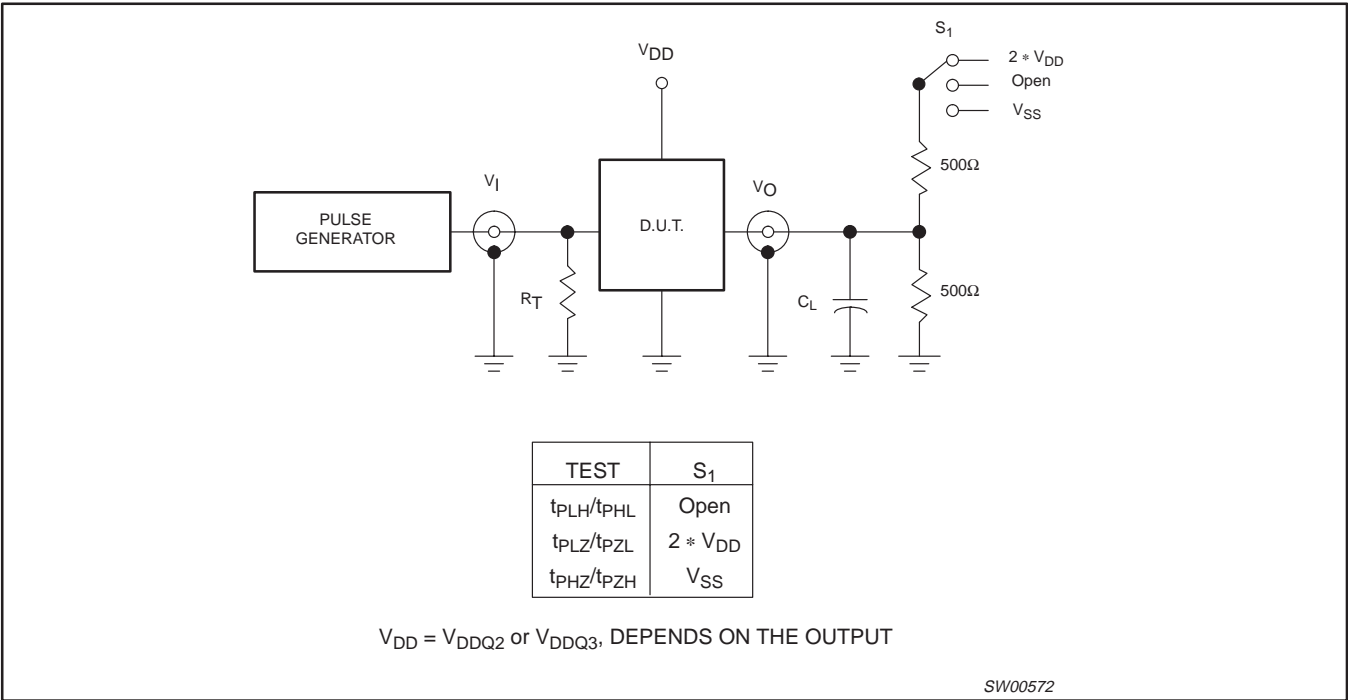 S1
VDD
2 * VDD
Open
VSS
500Ω
VI
VO
PULSE
GENERATOR
D.U.T.
RT
CL
500Ω
TEST S1
tPLH/tPHL Open
tPLZ/tPZL 2 * VDD
tPHZ/tPZH VSS
VDD = VDDQ2 or VDDQ3, DEPENDS ON THE OUTPUT
SW00572